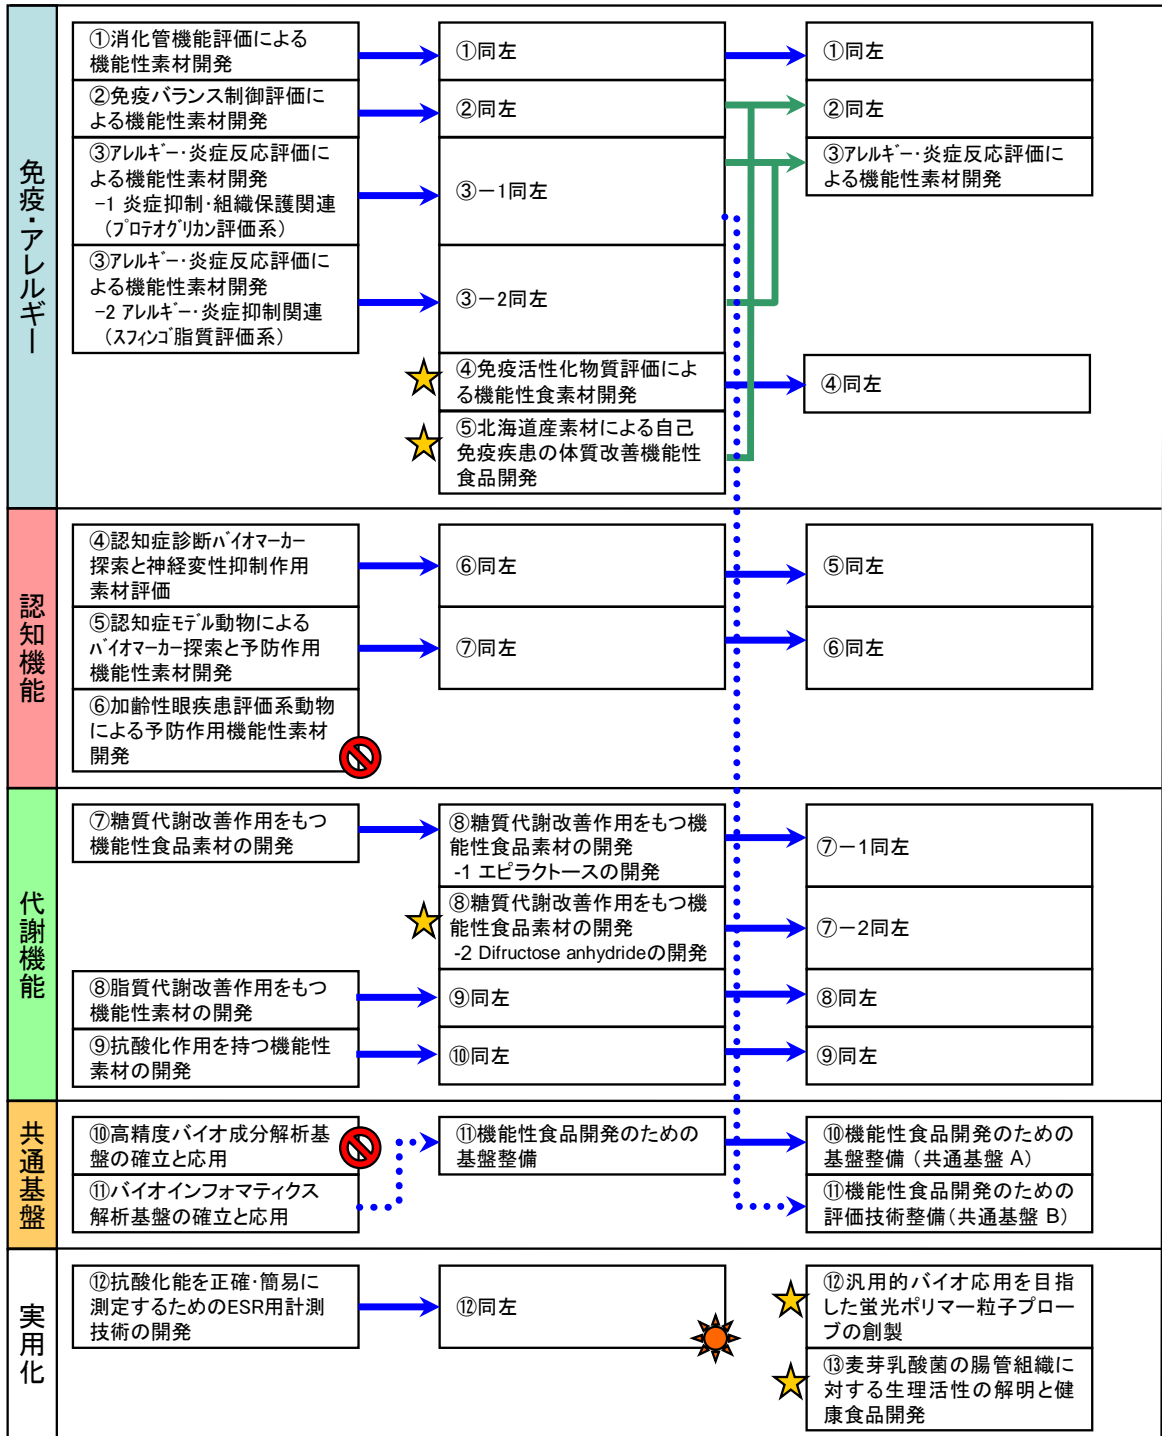 免疫・アレルギー
①消化管機能評価による
機能性素材開発
①同左
①同左
②免疫バランス制御評価に
よる機能性素材開発
②同左
②同左
③アレルギー・炎症反応評価に
よる機能性素材開発
-1 炎症抑制・組織保護関連
（プロテオグリカン評価系）
③－1同左
③アレルギー・炎症反応評価に
よる機能性素材開発
③アレルギー・炎症反応評価に
よる機能性素材開発
-2 アレルギー・炎症抑制関連
（スフィンゴ脂質評価系）
③－2同左
④免疫活性化物質評価によ
る機能性食素材開発
④同左
⑤北海道産素材による自己
免疫疾患の体質改善機能性
食品開発
認知機能
④認知症診断バイオマーカー
探索と神経変性抑制作用
素材評価
⑥同左
⑤同左
⑤認知症モデル動物による
バイオマーカー探索と予防作用
機能性素材開発
⑦同左
⑥同左
⑥加齢性眼疾患評価系動物
による予防作用機能性素材
開発
代謝機能
⑦糖質代謝改善作用をもつ
機能性食品素材の開発
⑧糖質代謝改善作用をもつ機
能性食品素材の開発
-1 エピラクトースの開発
⑦－1同左
⑧糖質代謝改善作用をもつ機
能性食品素材の開発
-2 Difructose anhydrideの開発
⑦－2同左
⑧脂質代謝改善作用をもつ
機能性素材の開発
⑨同左
⑧同左
⑨抗酸化作用を持つ機能性
素材の開発
⑩同左
⑨同左
共通基盤
⑩高精度バイオ成分解析基
盤の確立と応用
⑪機能性食品開発のための
基盤整備
⑩機能性食品開発のための
基盤整備（共通基盤 A）
⑪バイオインフォマティクス
解析基盤の確立と応用
⑪機能性食品開発のための
評価技術整備（共通基盤 B）
実用化
⑫抗酸化能を正確・簡易に
測定するためのESR用計測
技術の開発
⑫同左
⑫汎用的バイオ応用を目指
した蛍光ポリマー粒子プロー
ブの創製
⑬麦芽乳酸菌の腸管組織に
対する生理活性の解明と健
康食品開発